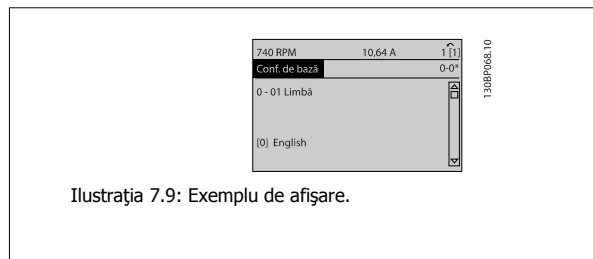 740 RPM 10,64 A 1 [1]
Conf. de bază 0-0*
0 - 01 Limbă
[0] English
130BP068.10
Ilustraţia 7.9: Exemplu de afişare.